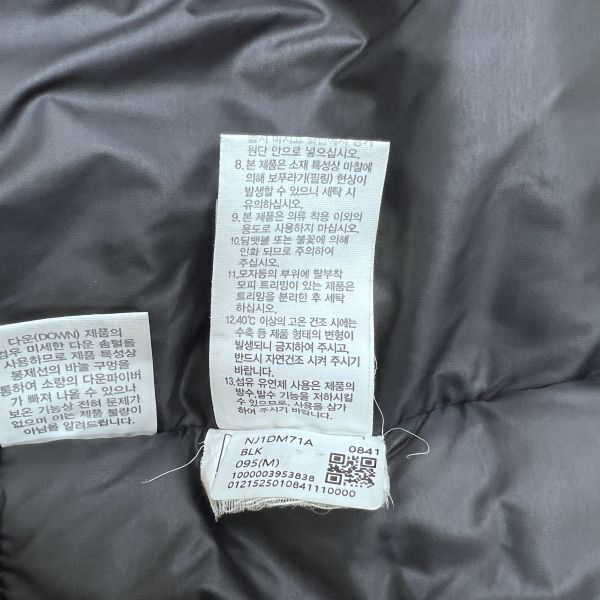 원단 안으로 넣으십시오.
8.본 제품은 소재 특성상 마찰에
의해 보푸라기(필링) 현상이
발생할 수 있으니 세탁 시
유의하십시오.
9.본 제품은 의류 착용 이외의
용도로 사용하지 마십시오.
10.담뱃불 또는 불꽃에 의해
인화 되므로 주의하여
주십시오.
11.모자등의 부위에 탈부착
모피 트리밍이 있는 제품은
트리밍을 분리한 후 세탁
하십시오.
12.40℃ 이상의 고온 건조 시에는
수축 등 제품 형태의 변형이
발생되니 금지하여 주시고,
반드시 자연건조 시켜 주시기
바랍니다.
13.섬유 유연제 사용은 제품의
방수,발수 기능을 저하시킬
수 있으므로, 사용을 삼가
하여 주십시오.
다운(DOWN) 제품의
경우 미세한 다운 솜털을
사용하므로 제품 특성상
봉제선의 바늘 구멍을
통하여 소량의 다운파이버
가 빠져 나올 수 있으나
보온 기능상 전혀 문제가
없으며 이는 제품 불량이
아님을 알려드립니다.
NJ1DM71A
0841
BLK
095(M)
1000003953838
0121525010841110000